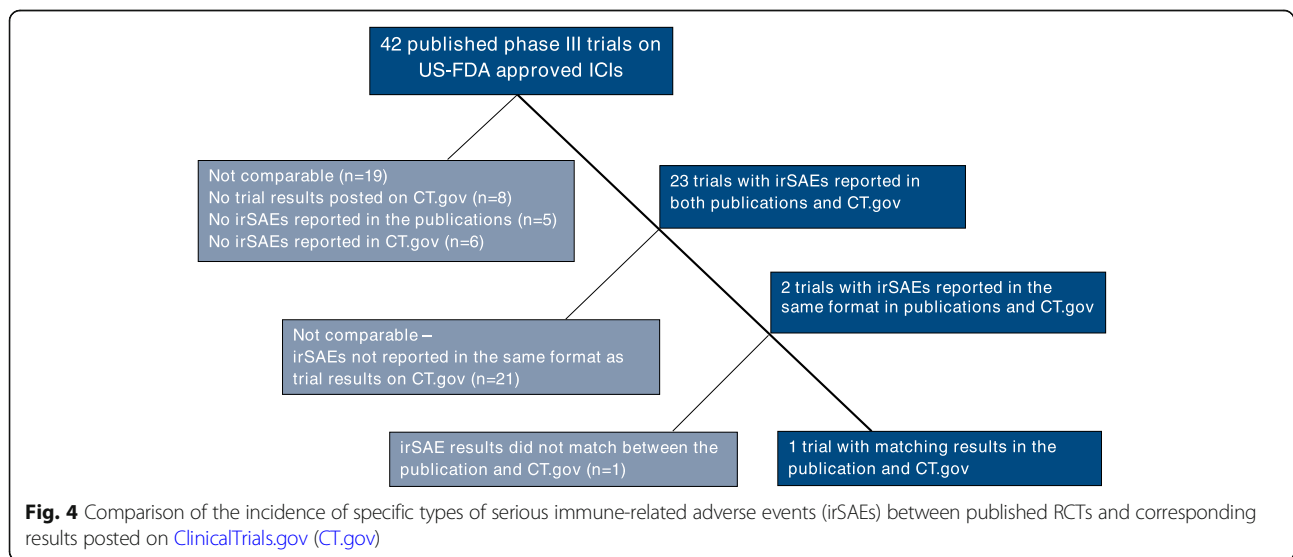 42 published phase III trials on
US-FDA approved ICIs
Not comparable (n=19)
No trial results posted on CT.gov (n=8)
No irSAEs reported in the publications (n=5)
No irSAEs reported in CT.gov (n=6)
23 trials with irSAEs reported in
both publications and CT.gov
2 trials with irSAEs reported in the
same format in publications and CT.gov
Not comparable –
irSAEs not reported in the same format as
trial results on CT.gov (n=21)
irSAE results did not match between the
publication and CT.gov (n=1)
1 trial with matching results in the
publication and CT.gov
Fig. 4 Comparison of the incidence of specific types of serious immune-related adverse events (irSAEs) between published RCTs and corresponding
results posted on ClinicalTrials.gov (CT.gov)